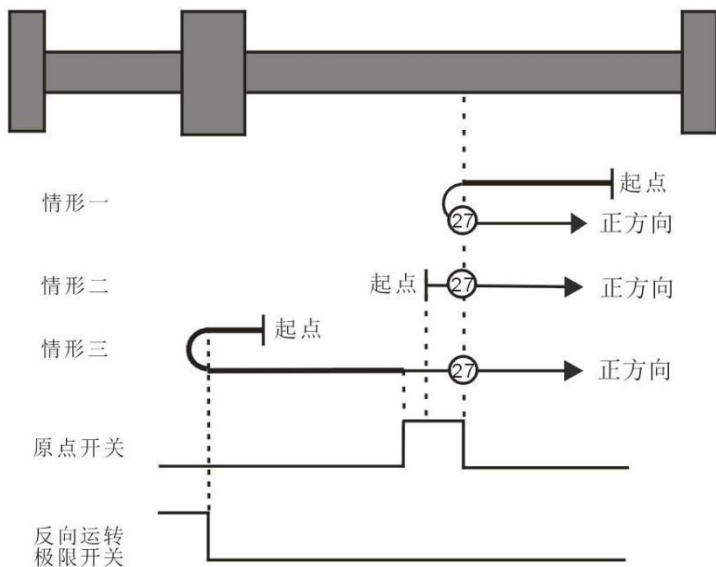 起点
情形一
27
正方向
情形二
起点
27
正方向
起点
情形三
27
正方向
原点开关
反向运转
极限开关